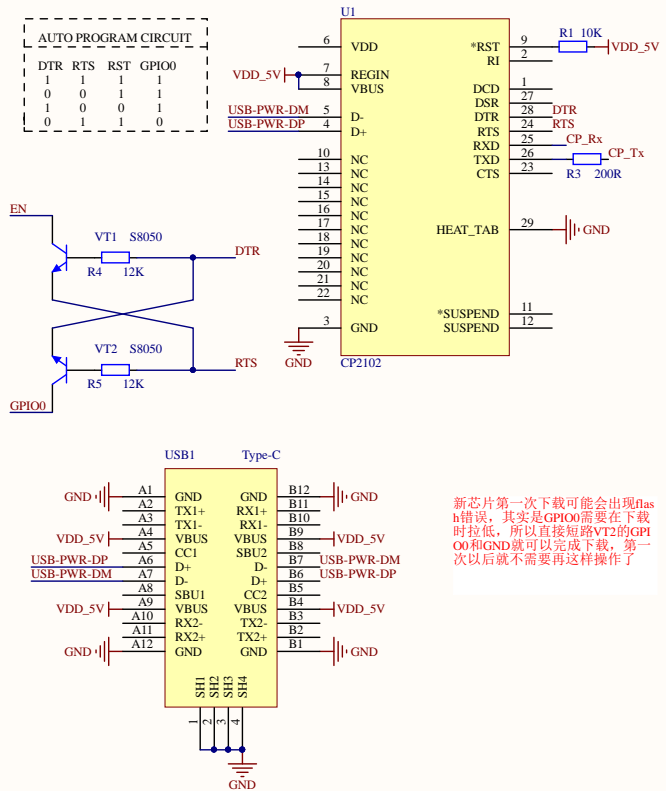 AUTO PROGRAM CIRCUIT
DTR RTS RST GPIO0
1 1 1 1
0 0 1 1
1 0 0 1
0 1 1 0
U1
6 VDD
VDD_5V 7 REGIN
8 VBUS
USB-PWR-DM 5 D-
USB-PWR-DP 4 D+
10 NC
13 NC
14 NC
15 NC
16 NC
17 NC
18 NC
19 NC
20 NC
21 NC
22 NC
3 GND
GND
*RST 9 R1 10K VDD_5V
RI 2
DCD 1
DSR 27
DTR 28 DTR
RTS 24 RTS
RXD 25 CP_Rx
TXD 26 CP_Tx
R3 200R
CTS 23
HEAT_TAB 29 GND
*SUSPEND 11
SUSPEND 12
CP2102
EN
VT1 S8050
DTR
R4 12K
VT2 S8050
RTS
R5 12K
GPIO0
USB1 Type-C
GND A1 GND GND B12 GND
A2 TX1+ RX1+ B11
A3 TX1- RX1- B10
VDD_5V A4 VBUS VBUS B9 VDD_5V
A5 CC1 SBU2 B8
USB-PWR-DP A6 D+ D- B7 USB-PWR-DM
USB-PWR-DM A7 D- D+ B6 USB-PWR-DP
A8 SBU1 CC2 B5
VDD_5V A9 VBUS VBUS B4 VDD_5V
A10 RX2- TX2- B3
A11 RX2+ TX2+ B2
GND A12 GND GND B1 GND
SH1 SH2 SH3 SH4
1 2 3 4
GND
新芯片第一次下载可能会出现flas
h错误，其实是GPIO0需要在下载
时拉低，所以直接短路VT2的GPI
O0和GND就可以完成下载，第一
次以后就不需要再这样操作了